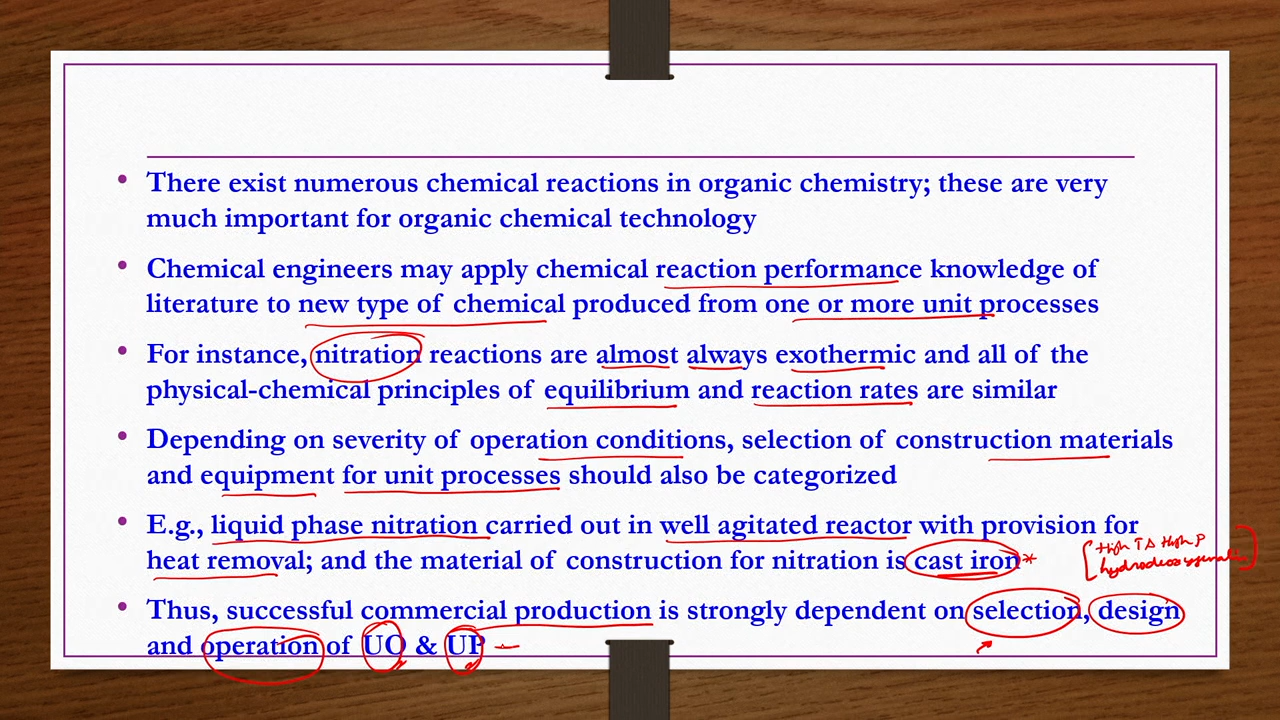 • There exist numerous chemical reactions in organic chemistry; these are very
much important for organic chemical technology
• Chemical engineers may apply chemical reaction performance knowledge of
literature to new type of chemical produced from one or more unit processes
• For instance, nitration reactions are almost always exothermic and all of the
physical-chemical principles of equilibrium and reaction rates are similar
• Depending on severity of operation conditions, selection of construction materials
and equipment for unit processes should also be categorized
• E.g., liquid phase nitration carried out in well agitated reactor with provision for
heat removal; and the material of construction for nitration is cast iron*
High T & High P
• Thus, successful commercial production is strongly dependent on selection, design
and operation of UO & UP